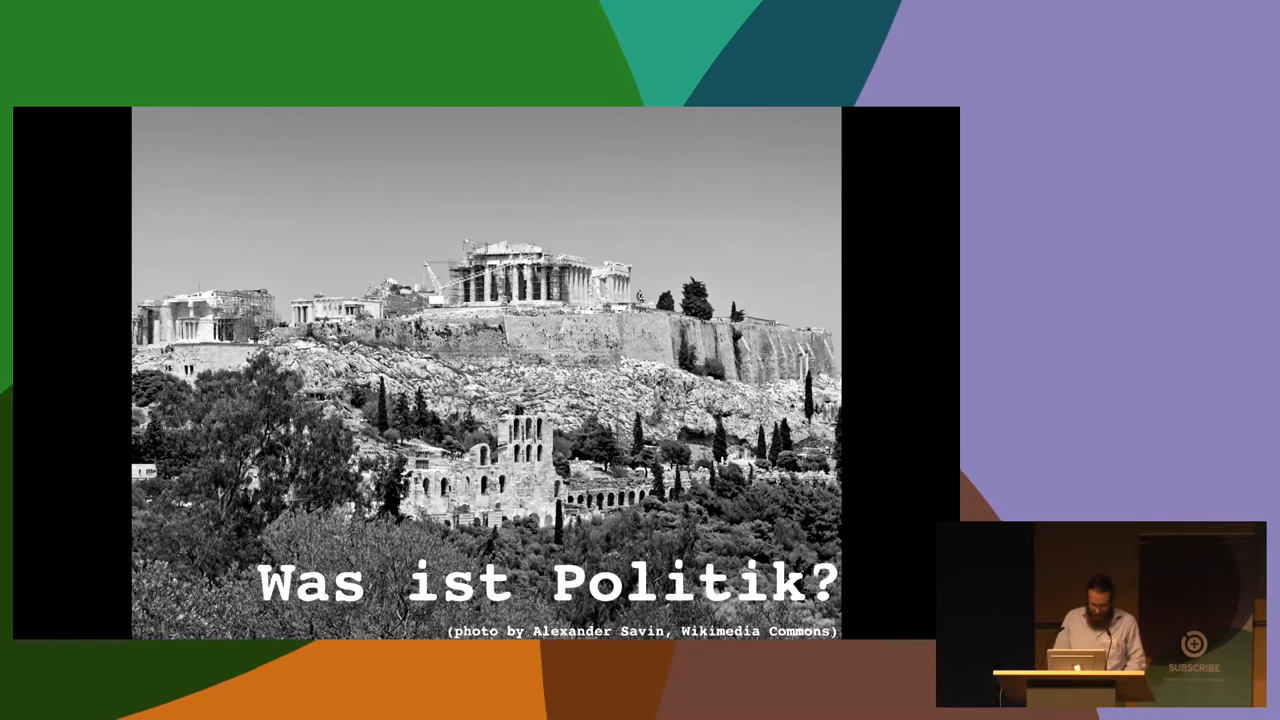 Was ist Politik?
(photo by Alexander Savin, Wikimedia Commons)
SUBSCRIBE